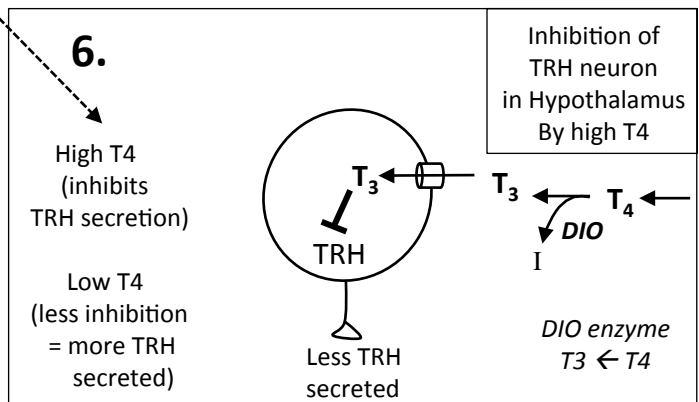 6.
Inhibition of
TRH neuron
in Hypothalamus
By high T4
High T4
(inhibits
TRH secretion)
T₃
T₃
T₄
DIO
I
TRH
Low T4
(less inhibition
= more TRH
secreted)
Less TRH
secreted
DIO enzyme
T3 ← T4